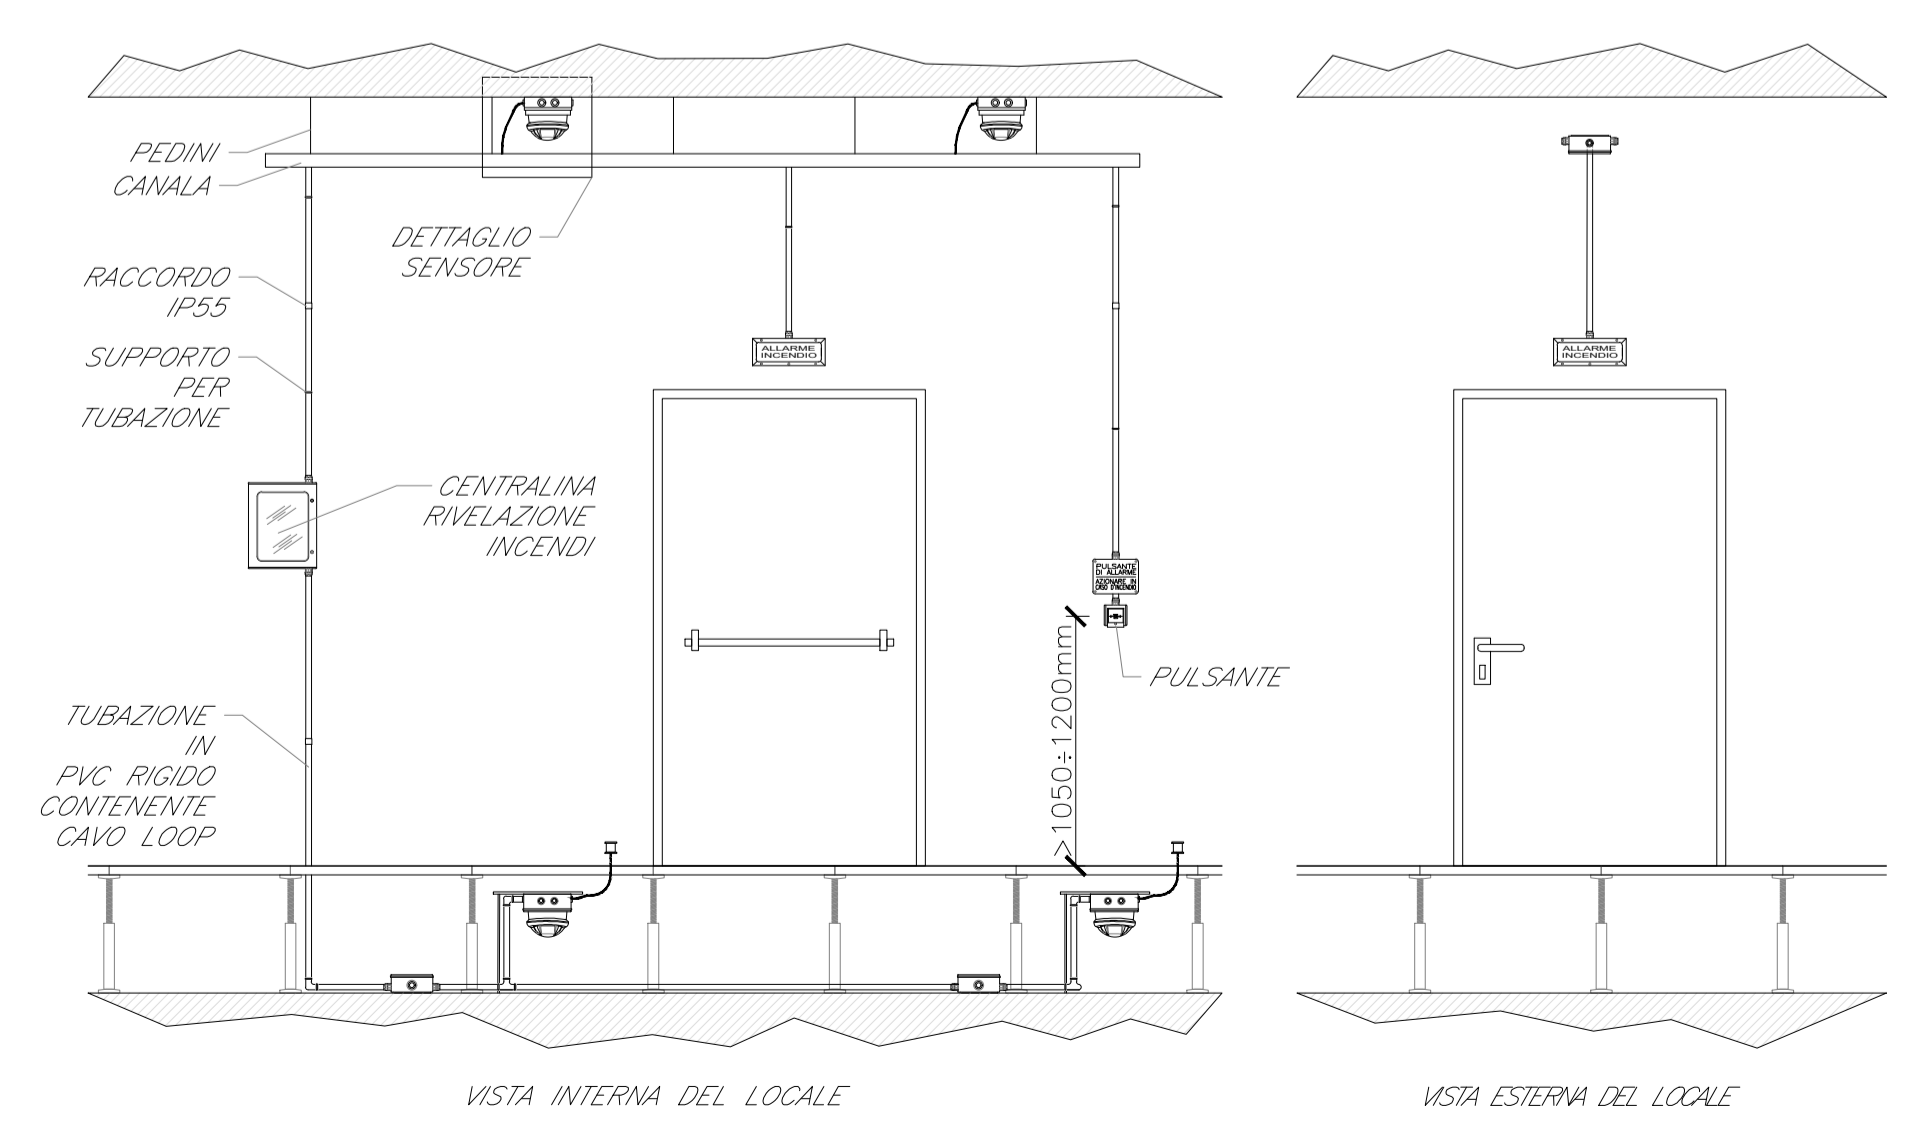 PEDINI
CANALA
DETTAGLIO
SENSORE
RACCORDO
IP55
SUPPORTO
PER
TUBAZIONE
ALLARME
INCENDIO
ALLARME
INCENDIO
CENTRALINA
RIVELAZIONE
INCENDI
PULSANTE
DI ALLARME
AZIONARE IN
CASO D'INCENDIO
>1050÷1200mm
PULSANTE
TUBAZIONE
IN
PVC RIGIDO
CONTENENTE
CAVO LOOP
VISTA INTERNA DEL LOCALE
VISTA ESTERNA DEL LOCALE